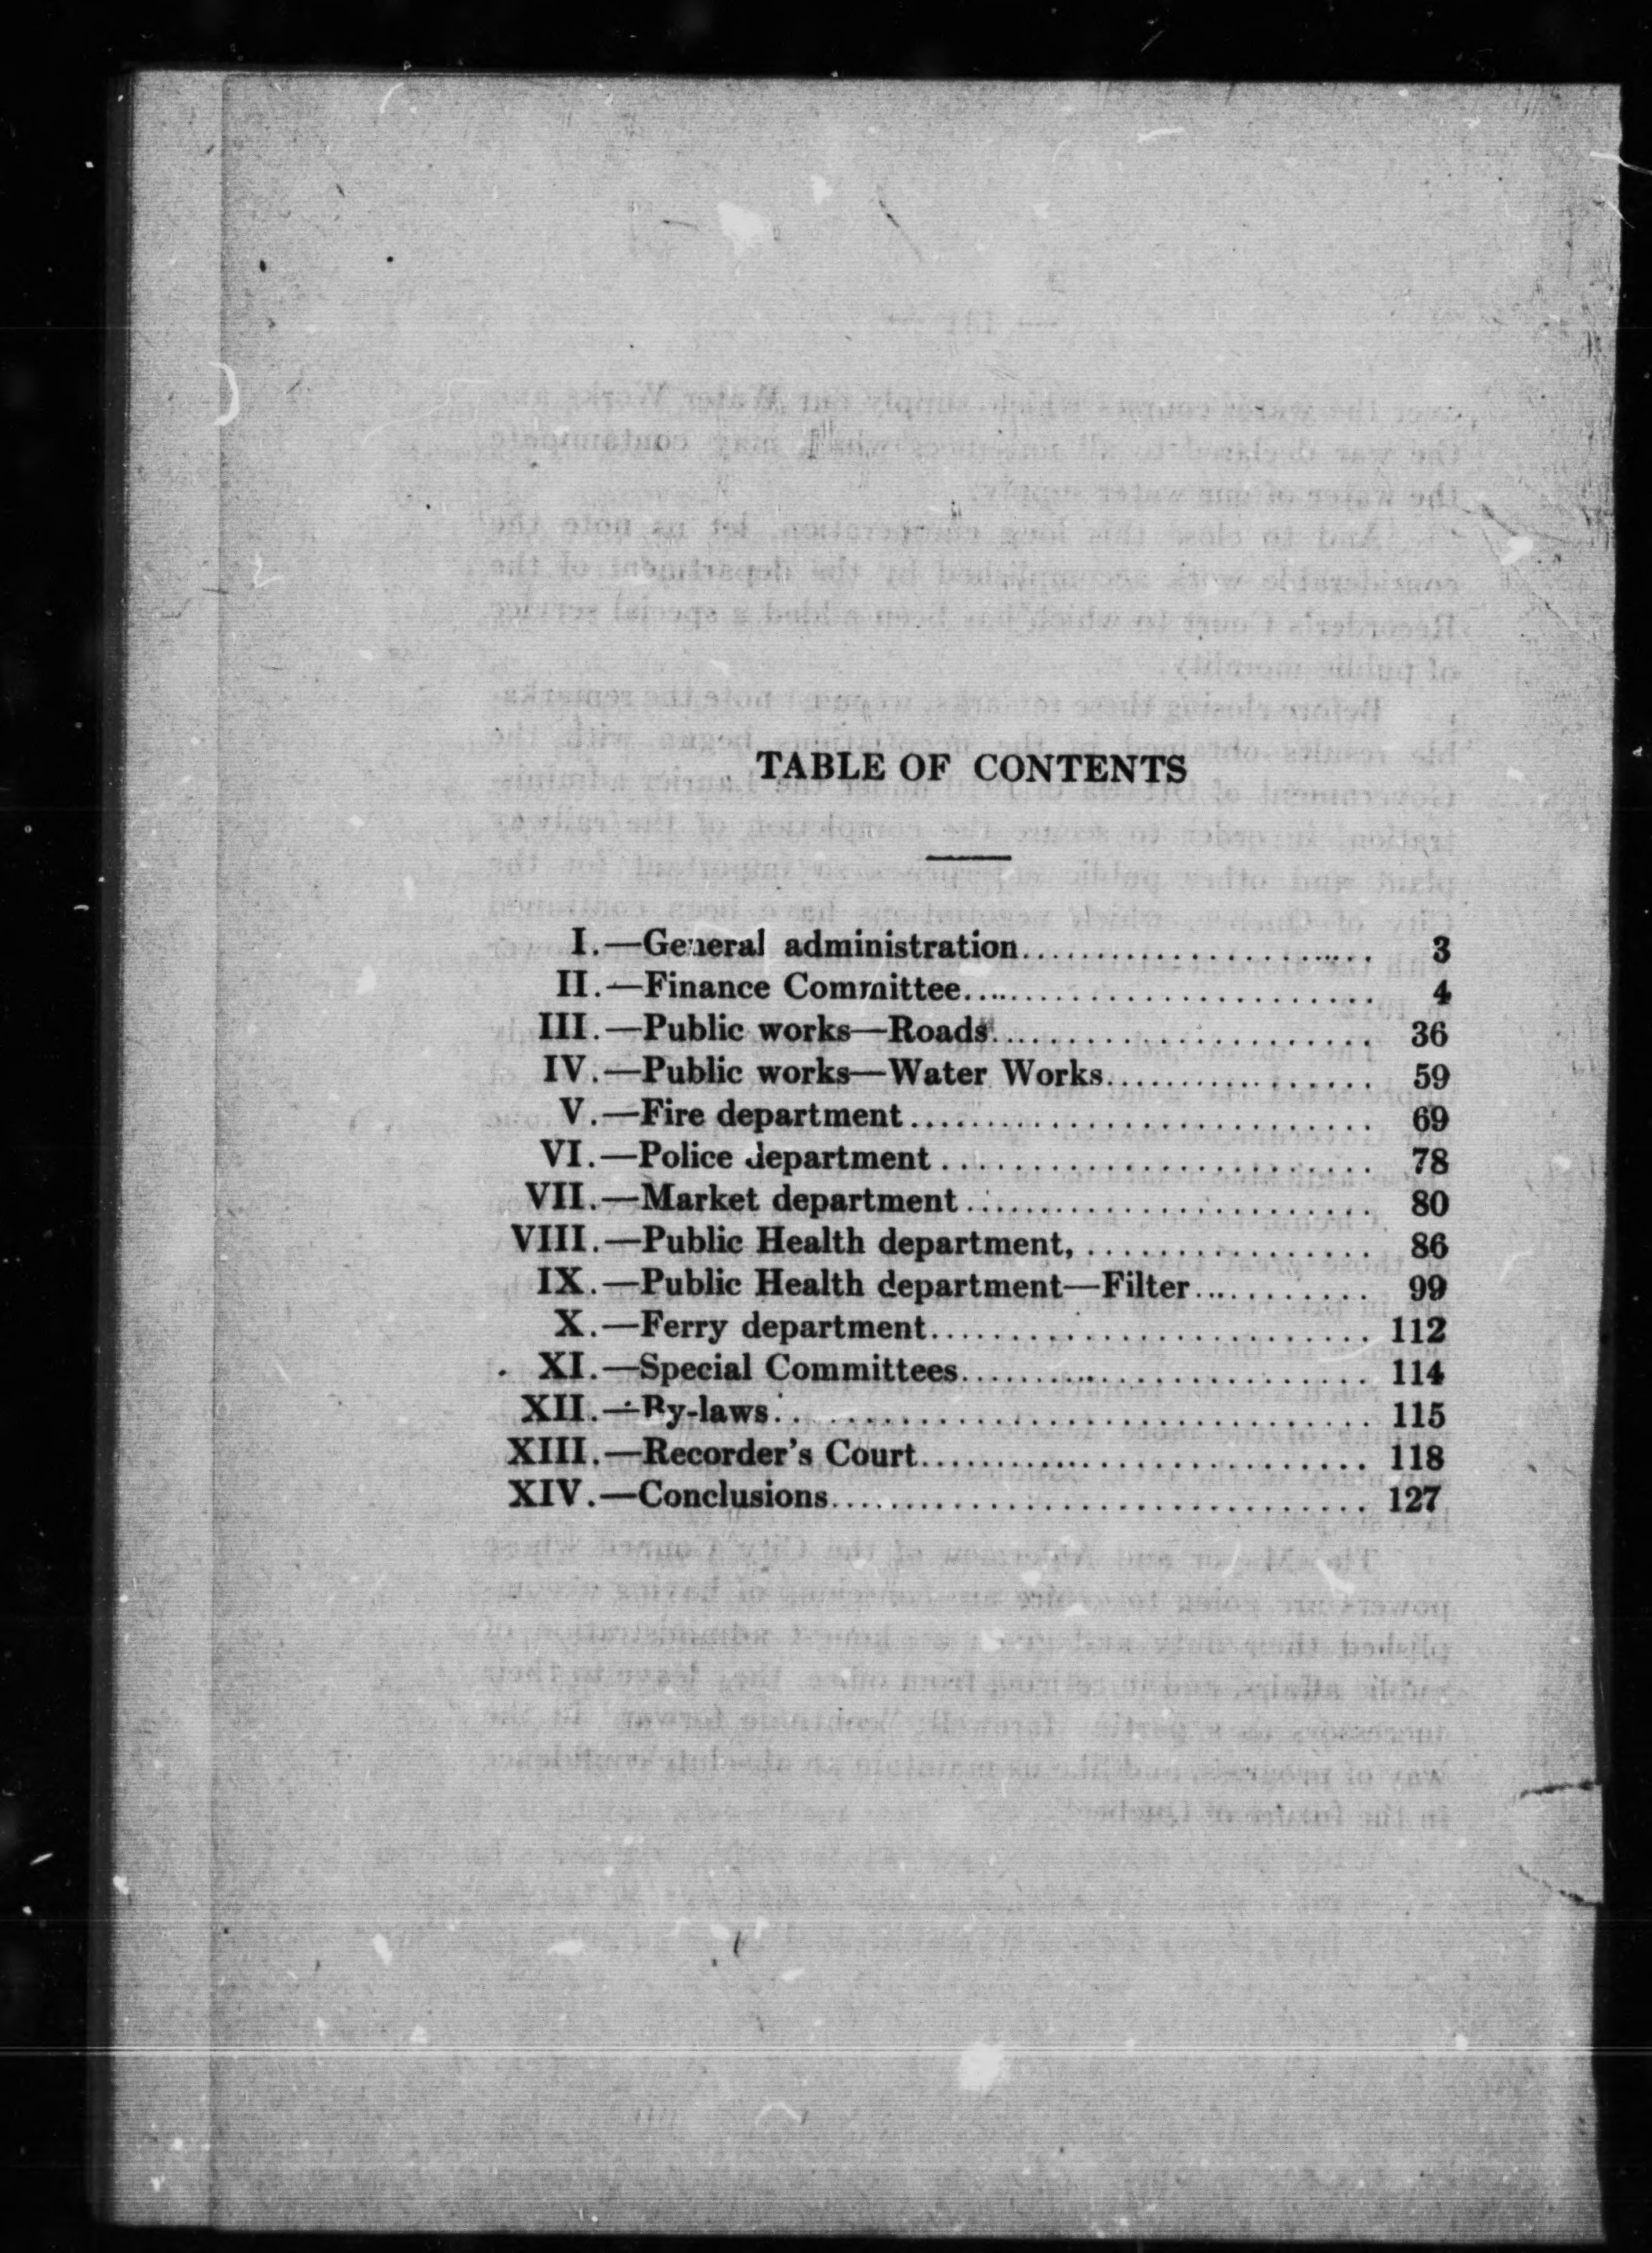 TABLE OF CONTENTS
I.—General administration........................ 3
II.—Finance Committee......................... 4
III.—Public works—Roads....................... 36
IV.—Public works—Water Works.................. 59
V.—Fire department........................... 69
VI.—Police department........................ 78
VII.—Market department....................... 80
VIII.—Public Health department, ................ 86
IX.—Public Health department—Filter........... 99
X.—Ferry department......................... 112
XI.—Special Committees....................... 114
XII.—By-laws................................. 115
XIII.—Recorder's Court........................ 118
XIV.—Conclusions............................. 127